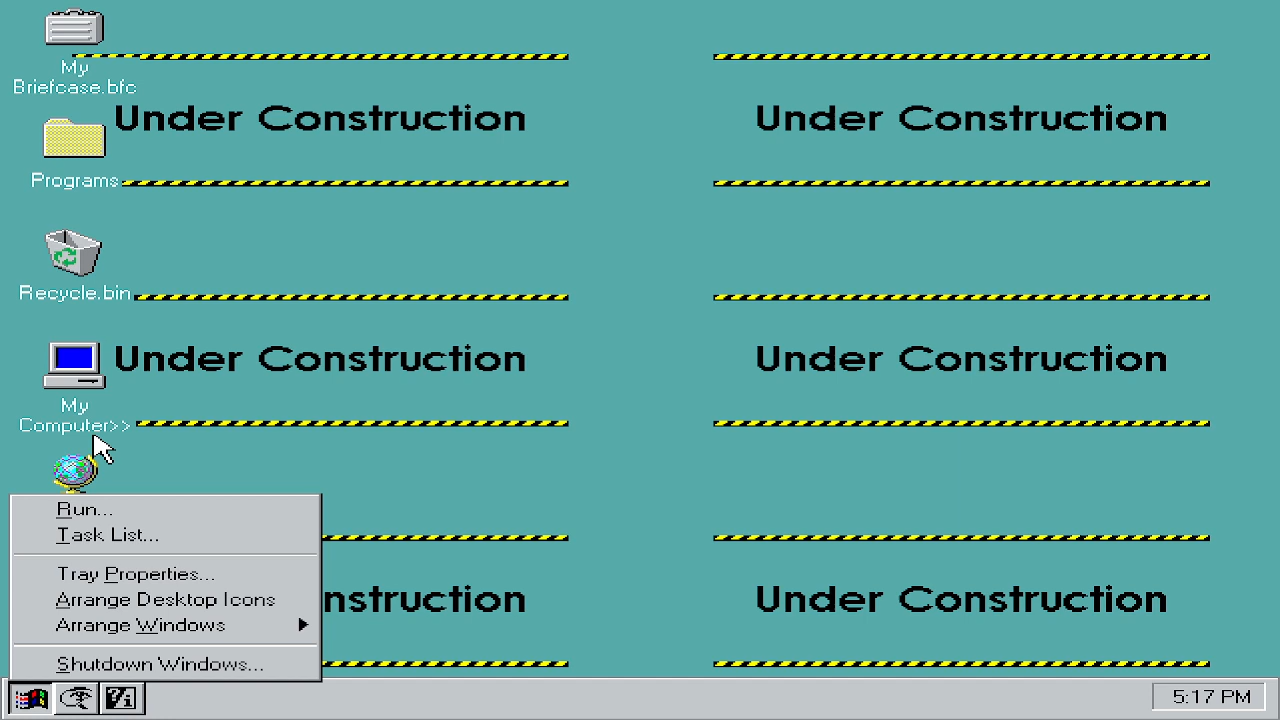 My
Briefcase.bfc
Under Construction
Under Construction
Programs
Recycle.bin
Under Construction
Under Construction
My
Computer>>
Run...
Task List...
Tray Properties...
Arrange Desktop Icons
nstruction
Under Construction
Arrange Windows
Shutdown Windows...
5:17 PM